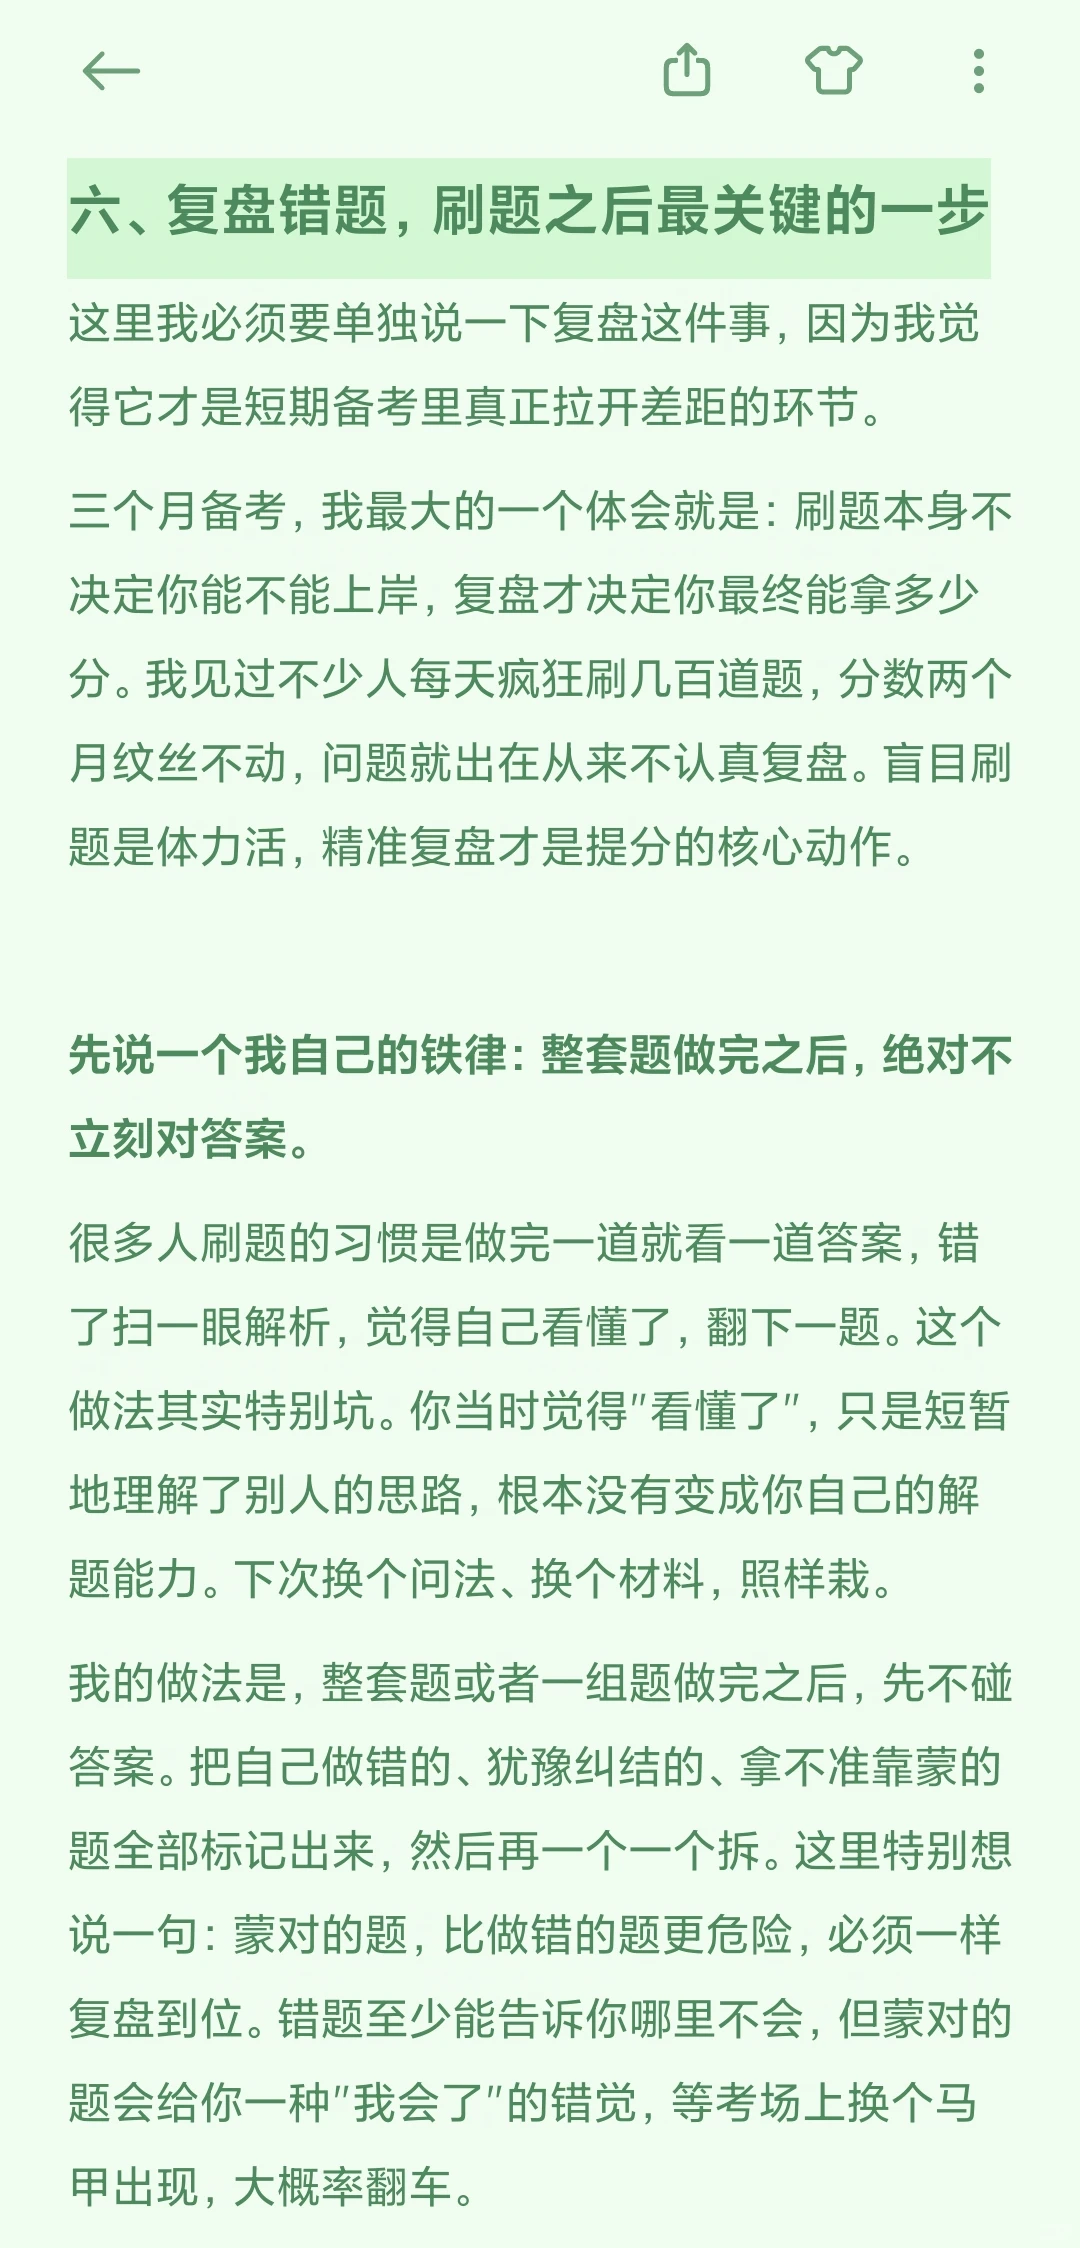 六、复盘错题，刷题之后最关键的一步
这里我必须要单独说一下复盘这件事，因为我觉
得它才是短期备考里真正拉开差距的环节。
三个月备考，我最大的一个体会就是：刷题本身不
决定你能不能上岸，复盘才决定你最终能拿多少
分。我见过不少人每天疯狂刷几百道题，分数两个
月纹丝不动，问题就出在从来不认真复盘。盲目刷
题是体力活，精准复盘才是提分的核心动作。
先说一个我自己的铁律：整套题做完之后，绝对不
立刻对答案。
很多人刷题的习惯是做完一道就看一道答案，错
了扫一眼解析，觉得自己看懂了，翻下一题。这个
做法其实特别坑。你当时觉得"看懂了"，只是短暂
地理解了别人的思路，根本没有变成你自己的解
题能力。下次换个问法、换个材料，照样栽。
我的做法是，整套题或者一组题做完之后，先不碰
答案。把自己做错的、犹豫纠结的、拿不准靠蒙的
题全部标记出来，然后再一个一个拆。这里特别想
说一句：蒙对的题，比做错的题更危险，必须一样
复盘到位。错题至少能告诉你哪里不会，但蒙对的
题会给你一种"我会了"的错觉，等考场上换个马
甲出现，大概率翻车。